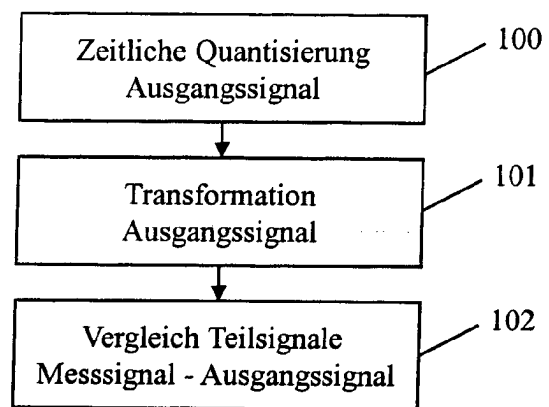 Zeitliche Quantisierung
Ausgangssignal
100
Transformation
Ausgangssignal
101
Vergleich Teilsignale
Messsignal - Ausgangssignal
102